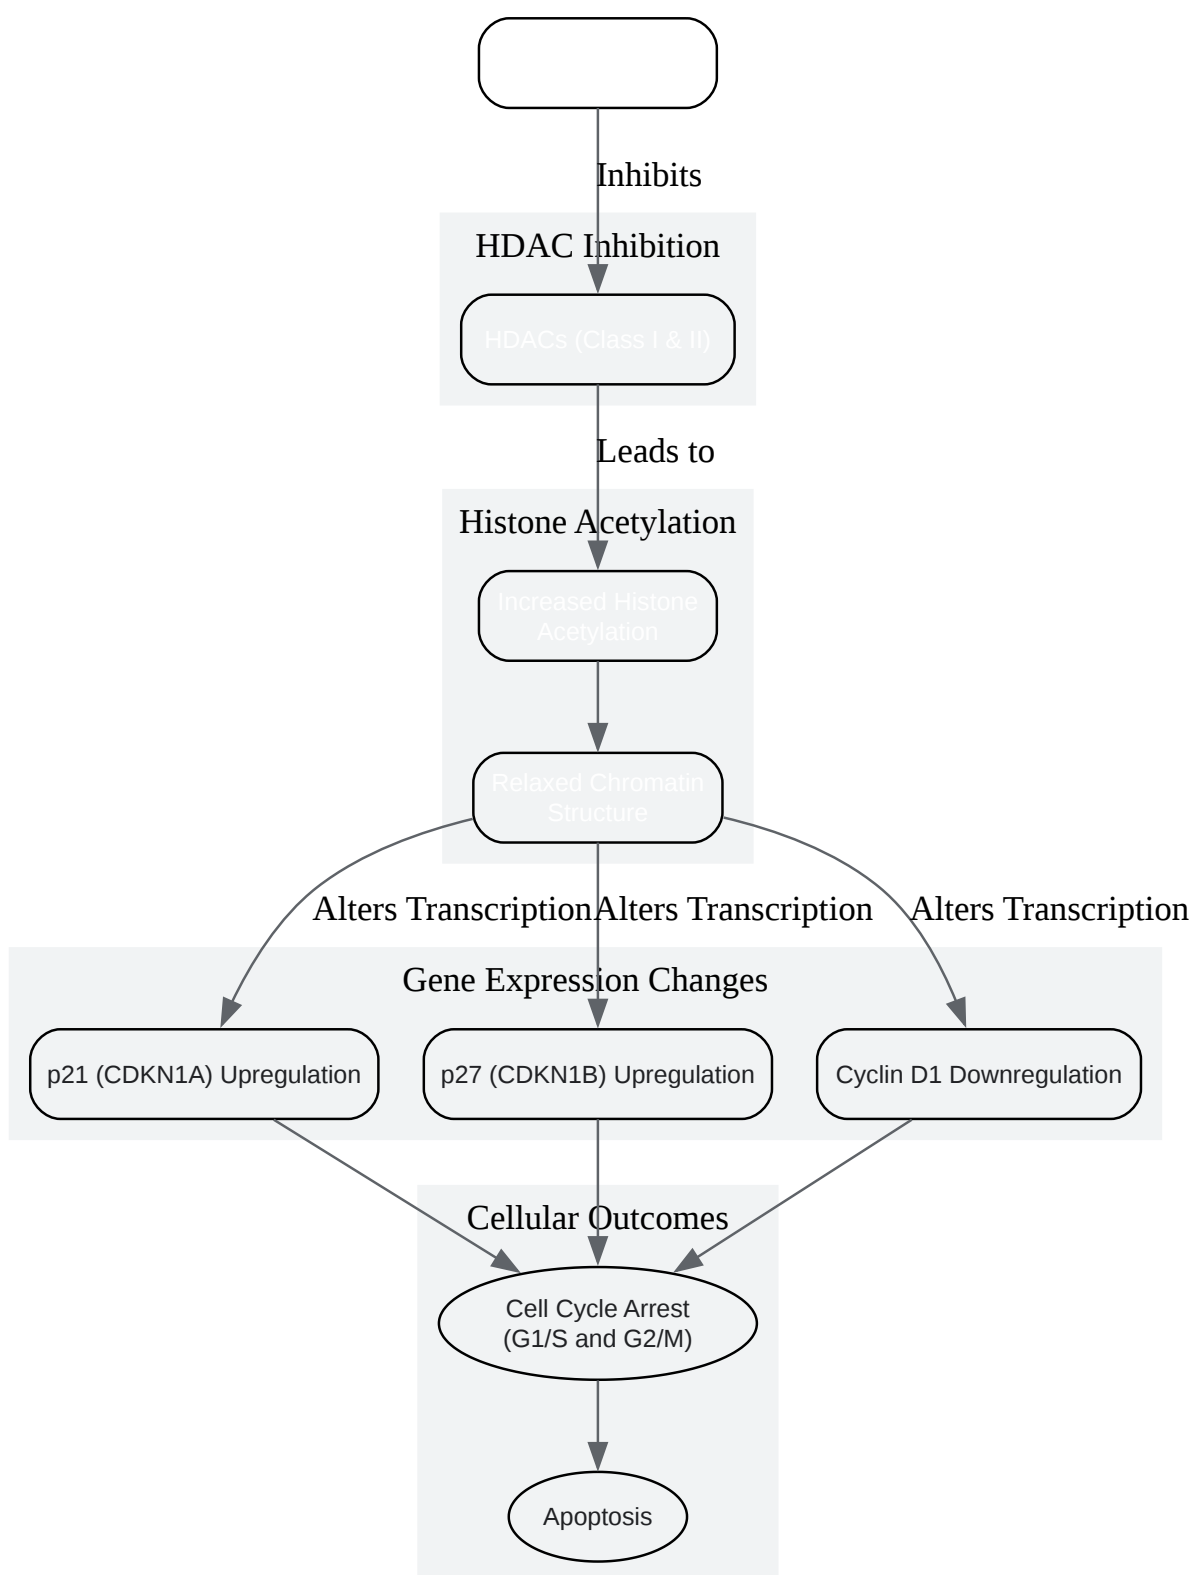 Inhibits
HDAC Inhibition
HDACs (Class I & II)
Leads to
Histone Acetylation
Increased Histone
Acetylation
Relaxed Chromatin
Structure
Alters Transcription
Alters Transcription
Alters Transcription
Gene Expression Changes
p21 (CDKN1A) Upregulation
p27 (CDKN1B) Upregulation
Cyclin D1 Downregulation
Cellular Outcomes
Cell Cycle Arrest
(G1/S and G2/M)
Apoptosis